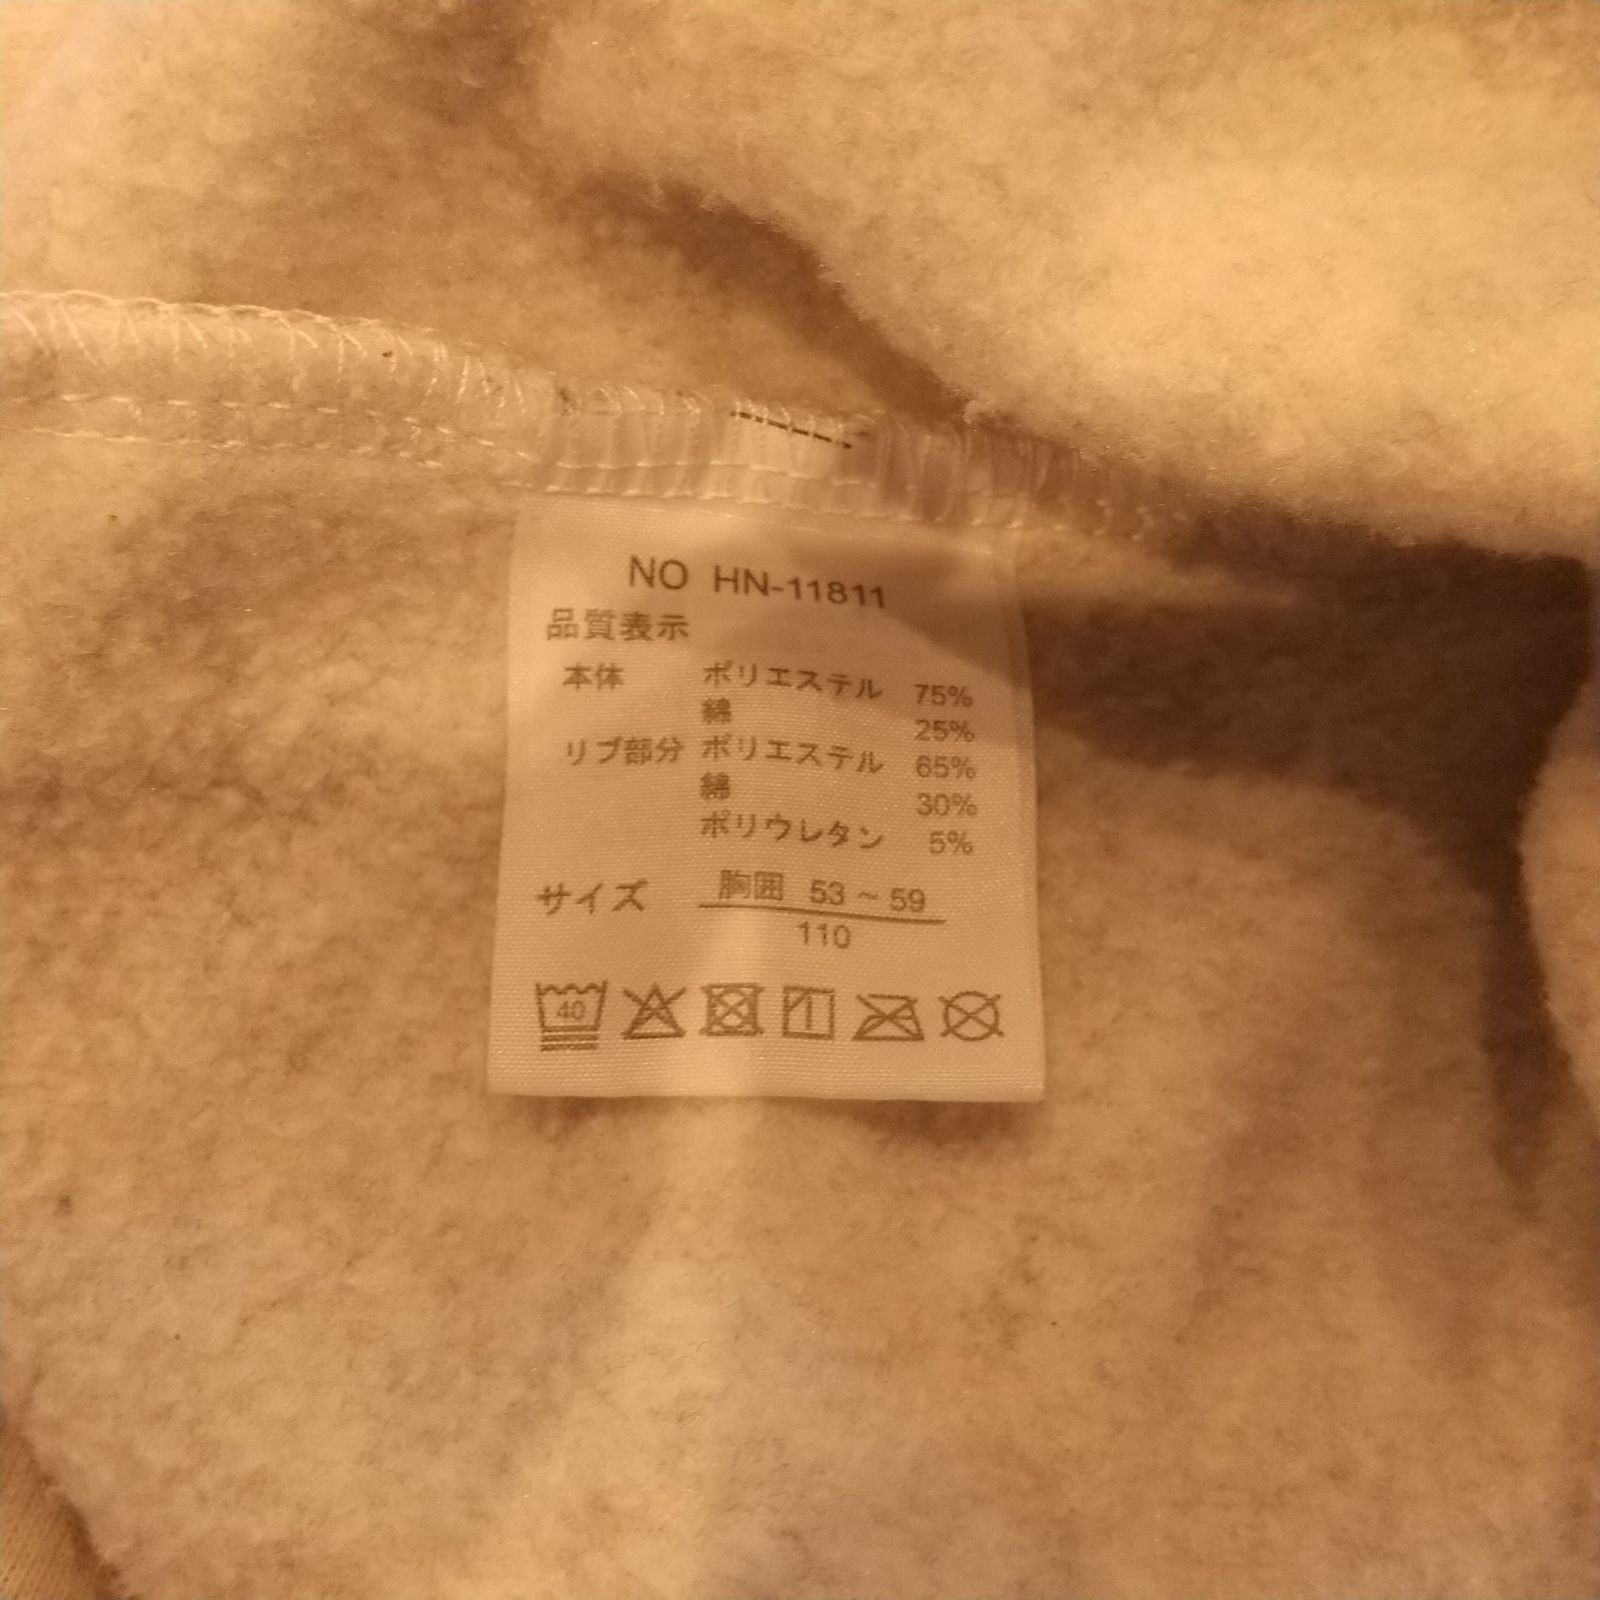 NO HN-11811
品質表示
本体 ポリエステル 75%
綿 25%
リブ部分 ポリエステル 65%
綿 30%
ポリウレタン 5%
サイズ 胸囲 53～59
110
40